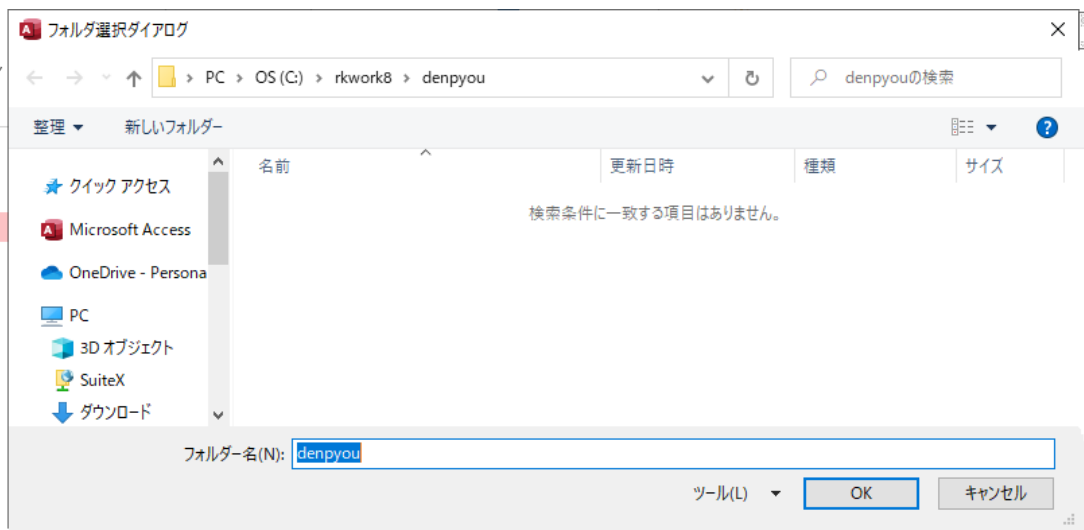 フォルダ選択ダイアログ
PC › OS (C:) › rkwork8 › denpyou
denpyouの検索
整理 新しいフォルダー
名前 更新日時 種類 サイズ
検索条件に一致する項目はありません。
クイック アクセス
Microsoft Access
OneDrive - Persona
PC
3D オブジェクト
SuiteX
ダウンロード
フォルダー名(N): denpyou
ツール(L) OK キャンセル